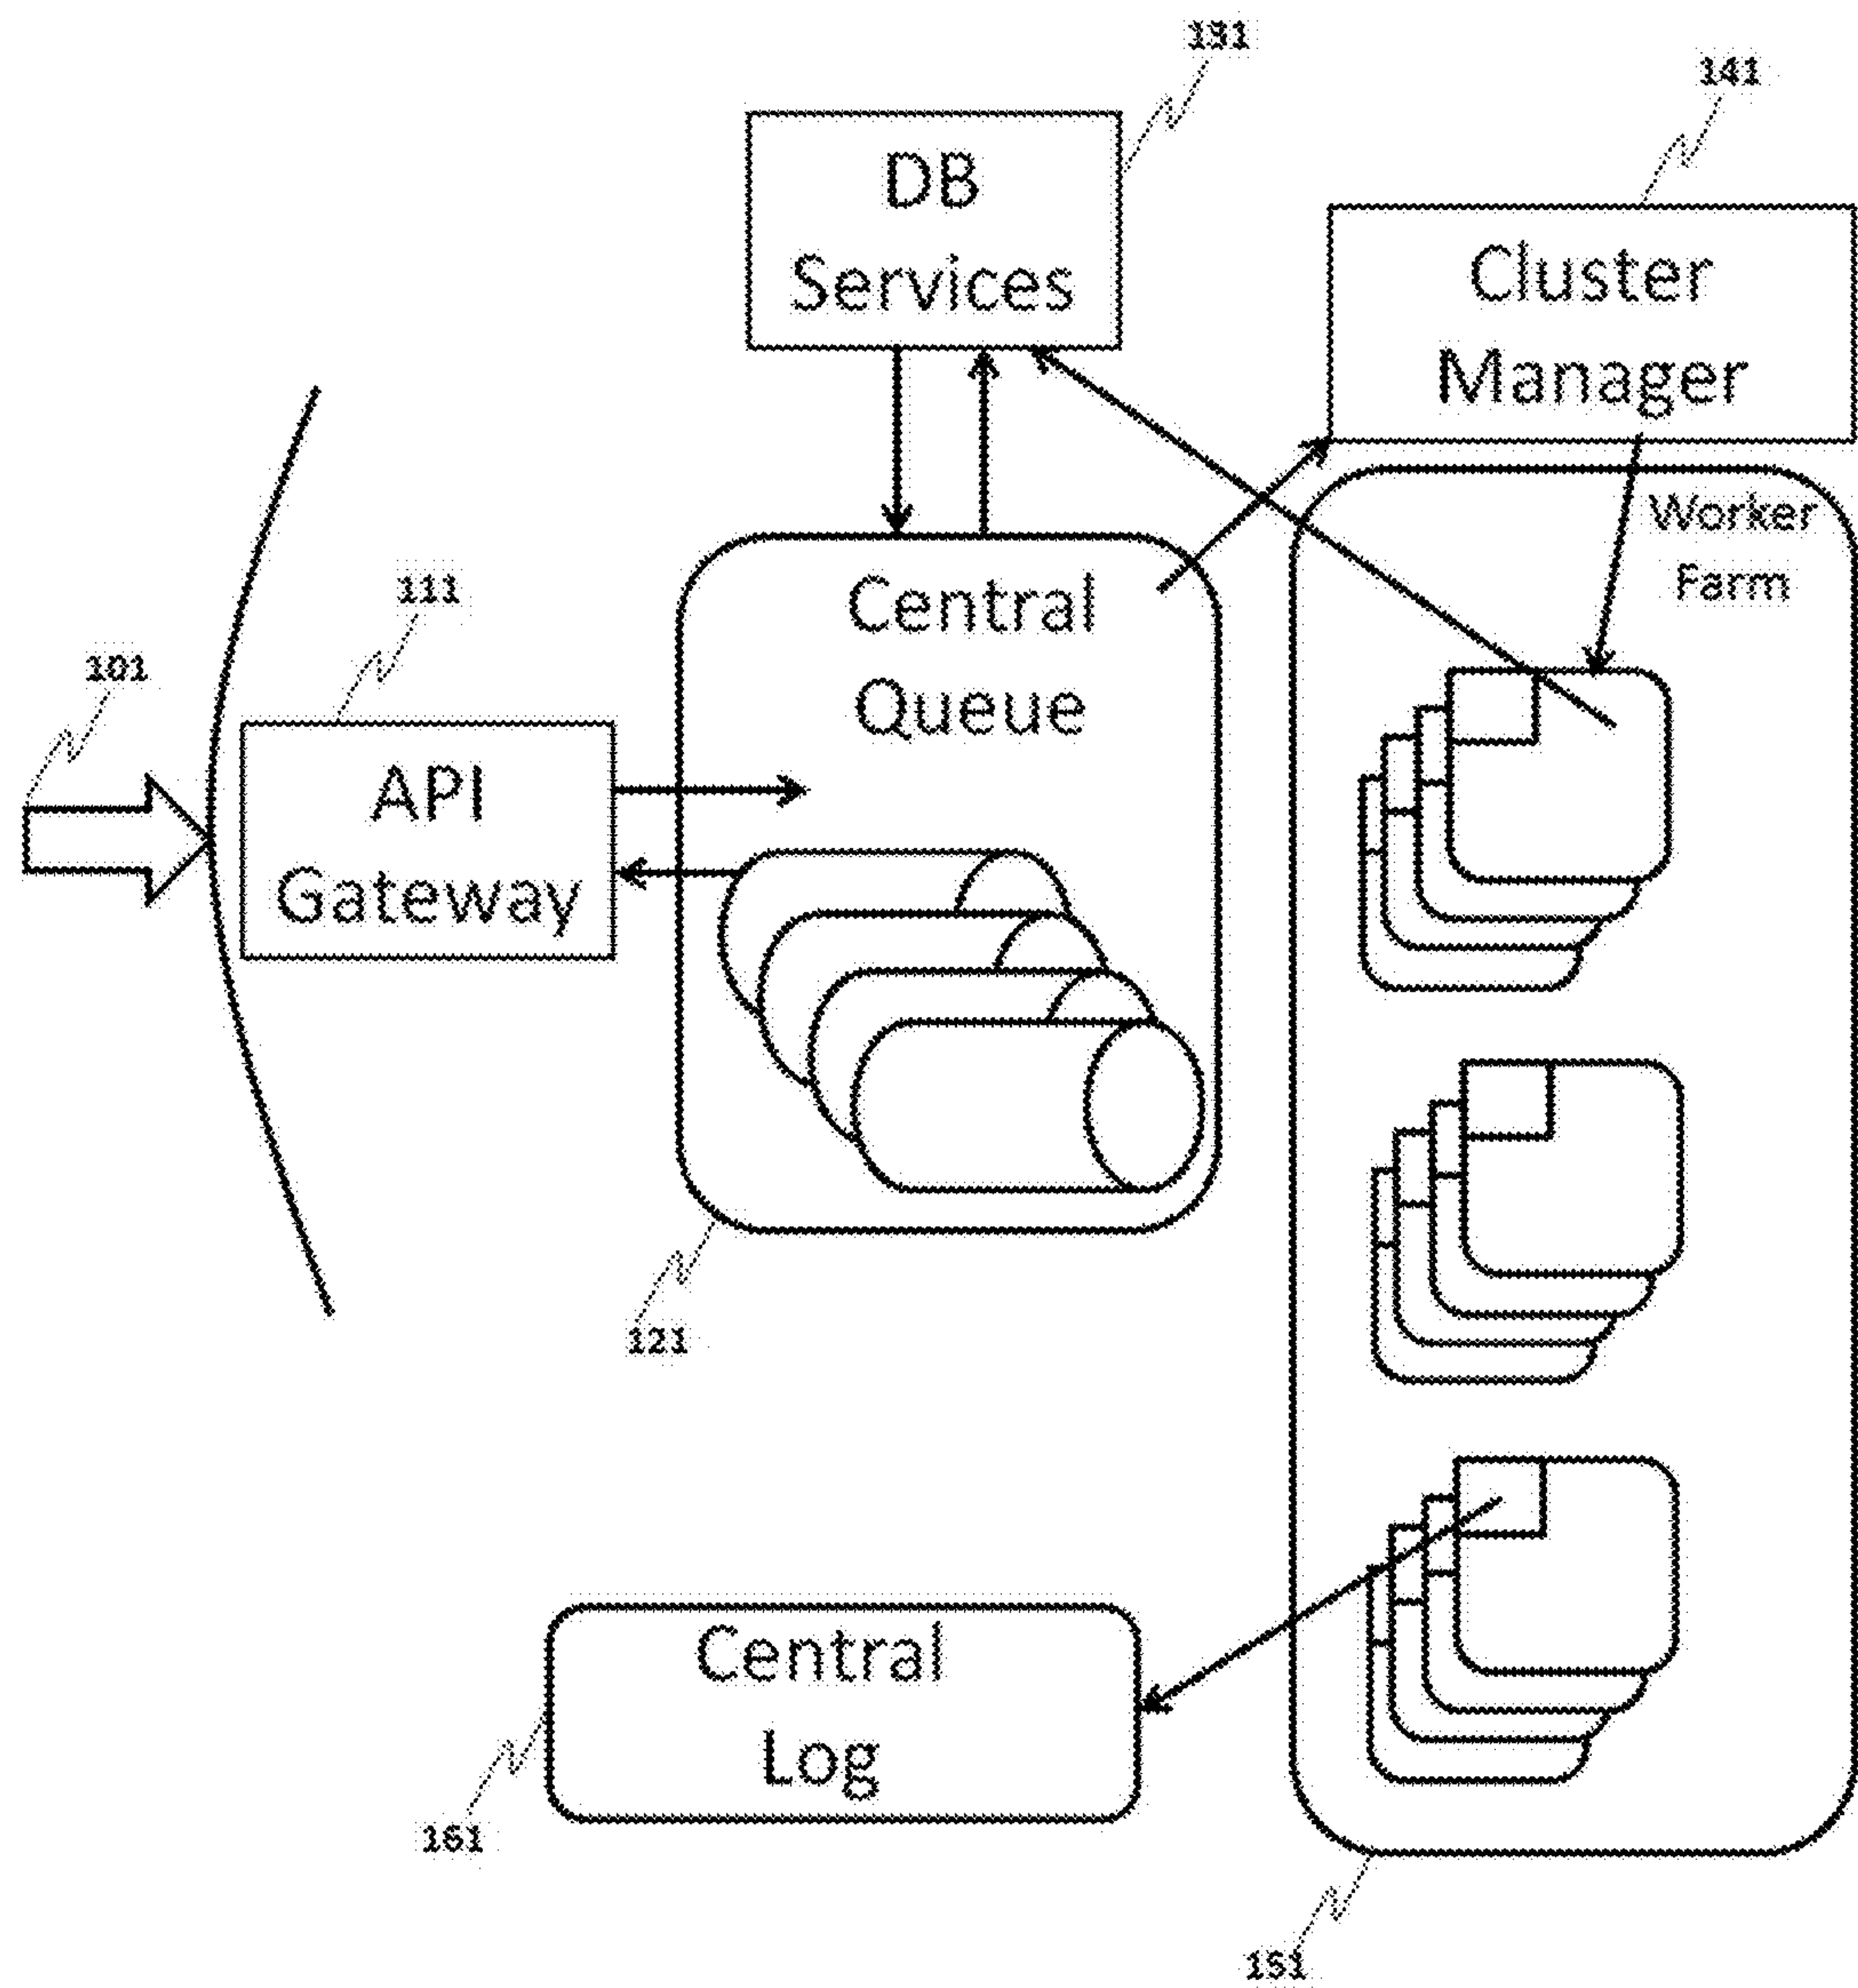 131
141
DB
Services
Cluster
Manager
Worker
Farm
111
Central
Queue
101
API
Gateway
121
Central
Log
161
151